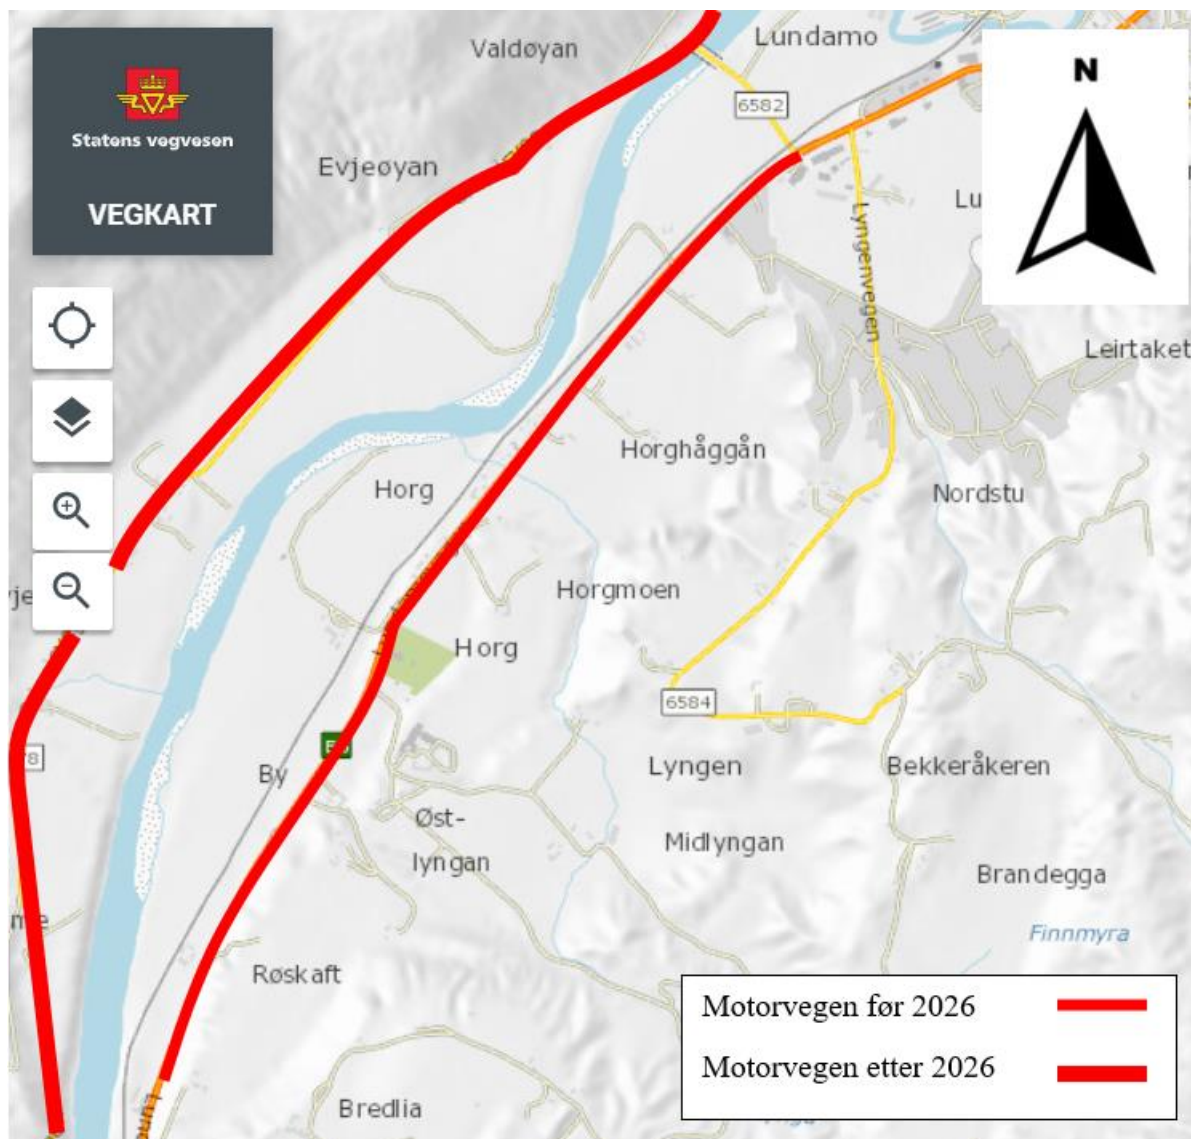 Statens vegvesen
VEGKART
Valdøyan
Lundamo
N
6582
Evjeøyan
Lu
Lyngenvegen
Leirtaket
Horghåggån
Horg
Nordstu
Horgmoen
Horg
6584
By
Lyngen
Bekkeråkeren
Øst-
lyngan
Midlyngan
Brandegga
Finnmyra
Røskaft
Motorvegen før 2026
Motorvegen etter 2026
Bredlia